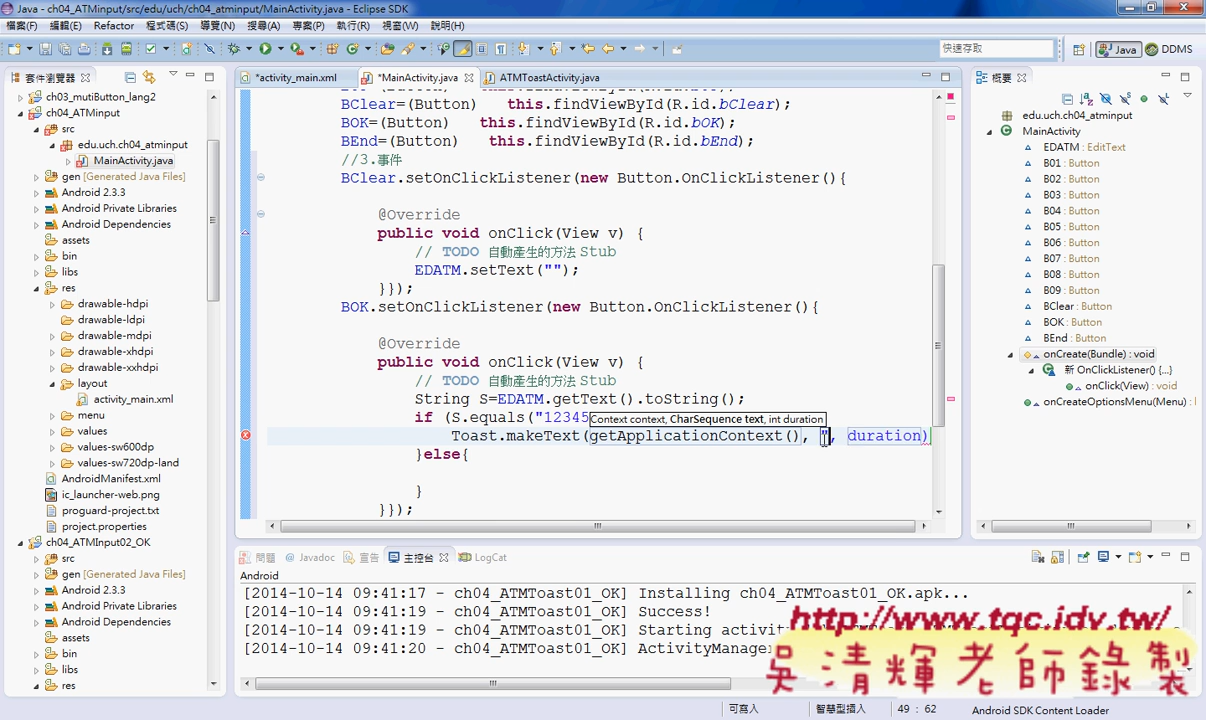 Java - ch04_ATMinput/src/edu/uch/ch04_atminput/MainActivity.java - Eclipse SDK
檔案(F) 編輯(E) Refactor 程式碼(S) 導覽(N) 搜尋(A) 專案(P) 執行(R) 視窗(W) 說明(H)
快速存取 Java DDMS
套件瀏覽器
ch03_mutiButton_lang2
ch04_ATMinput
src
edu.uch.ch04_atminput
MainActivity.java
gen [Generated Java Files]
Android 2.3.3
Android Private Libraries
Android Dependencies
assets
bin
libs
res
drawable-hdpi
drawable-ldpi
drawable-mdpi
drawable-xhdpi
drawable-xxhdpi
layout
activity_main.xml
menu
values
values-sw600dp
values-sw720dp-land
AndroidManifest.xml
ic_launcher-web.png
proguard-project.txt
project.properties
ch04_ATMInput02_OK
src
gen [Generated Java Files]
Android 2.3.3
Android Private Libraries
Android Dependencies
assets
bin
libs
res
*activity_main.xml *MainActivity.java ATMToastActivity.java
BClear=(Button) this.findViewById(R.id.bClear);
BOK=(Button) this.findViewById(R.id.bOK);
BEnd=(Button) this.findViewById(R.id.bEnd);
//3.事件
BClear.setOnClickListener(new Button.OnClickListener(){
@Override
public void onClick(View v) {
// TODO 自動產生的方法 Stub
EDATM.setText("");
}});
BOK.setOnClickListener(new Button.OnClickListener(){
@Override
public void onClick(View v) {
// TODO 自動產生的方法 Stub
String S=EDATM.getText().toString();
if (S.equals("12345
Context context, CharSequence text, int duration
Toast.makeText(getApplicationContext(), "", duration)
}else{
}
}});
概要
edu.uch.ch04_atminput
MainActivity
EDATM : EditText
B01 : Button
B02 : Button
B03 : Button
B04 : Button
B05 : Button
B06 : Button
B07 : Button
B08 : Button
B09 : Button
BClear : Button
BOK : Button
BEnd : Button
onCreate(Bundle) : void
新 OnClickListener() {...}
onClick(View) : void
onCreateOptionsMenu(Menu) :
問題 @ Javadoc 宣告 主控台 LogCat
Android
[2014-10-14 09:41:17 - ch04_ATMToast01_OK] Installing ch04_ATMToast01_OK.apk...
[2014-10-14 09:41:19 - ch04_ATMToast01_OK] Success!
[2014-10-14 09:41:19 - ch04_ATMToast01_OK] Starting activit
[2014-10-14 09:41:20 - ch04_ATMToast01_OK] ActivityManager
http://www.tqc.idv.tw/
吳清輝老師錄製
可寫入 智慧型插入 49 : 62 Android SDK Content Loader